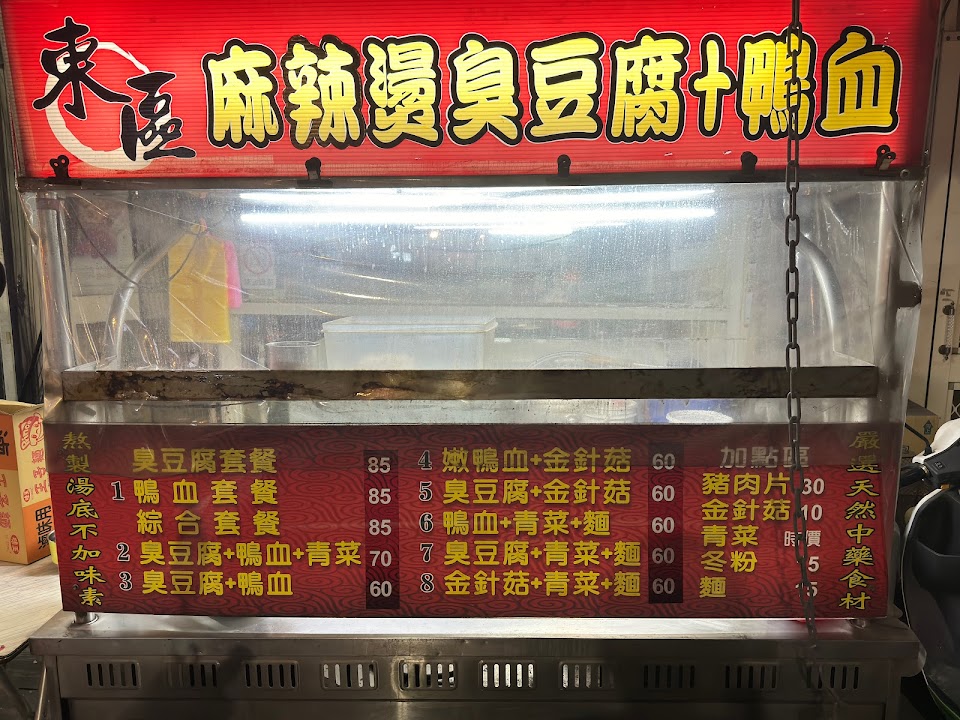 東區
麻辣燙臭豆腐+鴨血
熬製湯底不加味素
臭豆腐套餐 85
1 鴨血套餐 85
綜合套餐 85
2 臭豆腐+鴨血+青菜 70
3 臭豆腐+鴨血 60
4 嫩鴨血+金針菇 60
5 臭豆腐+金針菇 60
6 鴨血+青菜+麵 60
7 臭豆腐+青菜+麵 60
8 金針菇+青菜+麵 60
加點區
豬肉片 30
金針菇 10
青菜 時價
冬粉
麵 15
嚴選天然中藥食材